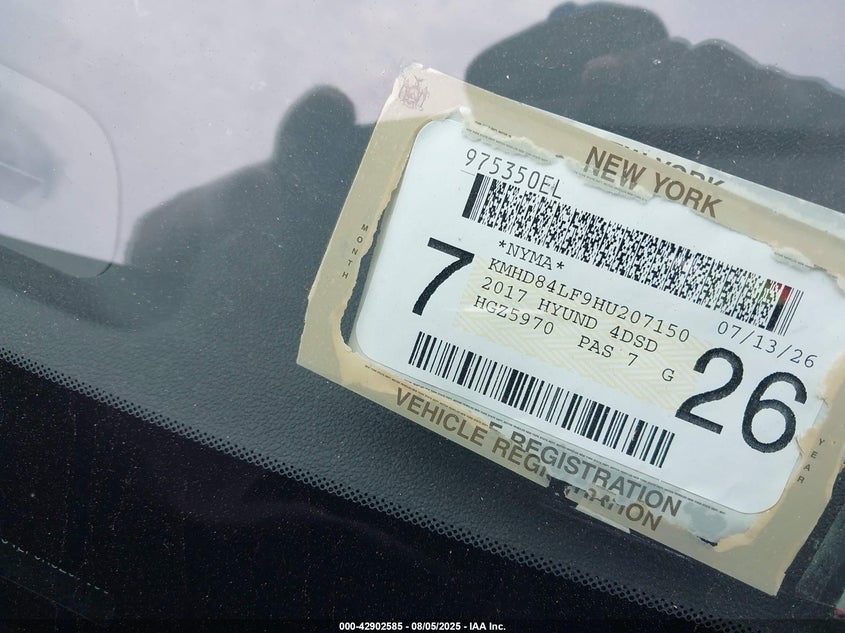 NEW YORK
975350EL
*NYMA*
KMHD84LF9HU207150
2017 HYUND 4DSD
07/13/26
HGZ5970 PAS 7 G
7
26
MONTH
YEAR
VEHICLE REGISTRATION
000-42902585 - 08/05/2025 - IAA Inc.